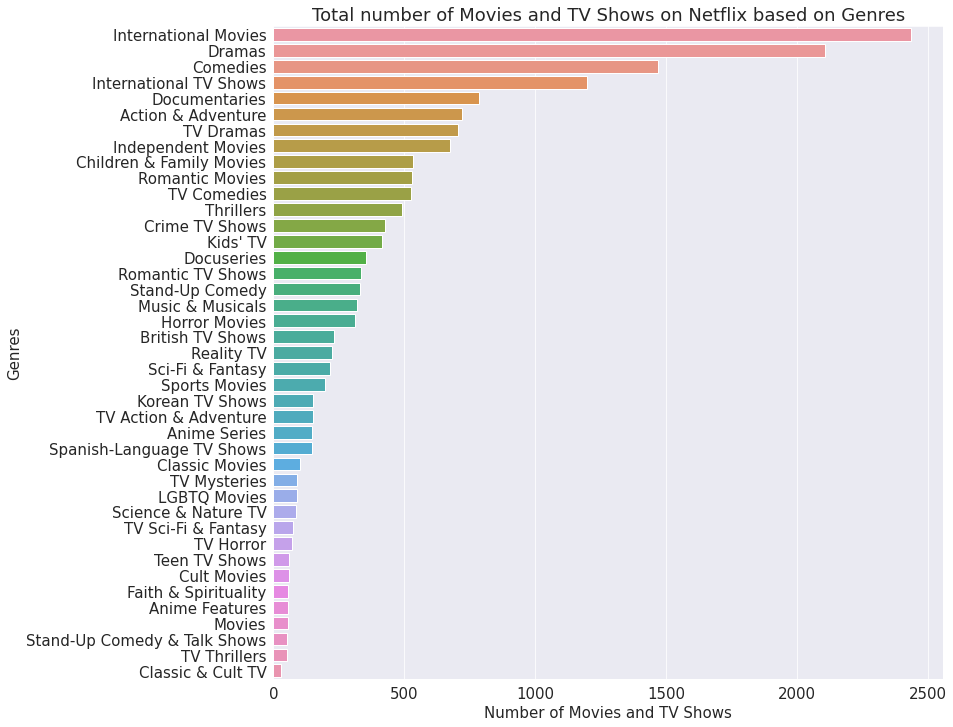 Total number of Movies and TV Shows on Netflix based on Genres
International Movies
Dramas
Comedies
International TV Shows
Documentaries
Action & Adventure
TV Dramas
Independent Movies
Children & Family Movies
Romantic Movies
TV Comedies
Thrillers
Crime TV Shows
Kids' TV
Docuseries
Romantic TV Shows
Stand-Up Comedy
Music & Musicals
Horror Movies
British TV Shows
Reality TV
Sci-Fi & Fantasy
Sports Movies
Korean TV Shows
TV Action & Adventure
Anime Series
Spanish-Language TV Shows
Classic Movies
TV Mysteries
LGBTQ Movies
Science & Nature TV
TV Sci-Fi & Fantasy
TV Horror
Teen TV Shows
Cult Movies
Faith & Spirituality
Anime Features
Movies
Stand-Up Comedy & Talk Shows
TV Thrillers
Classic & Cult TV
Genres
0 500 1000 1500 2000 2500
Number of Movies and TV Shows